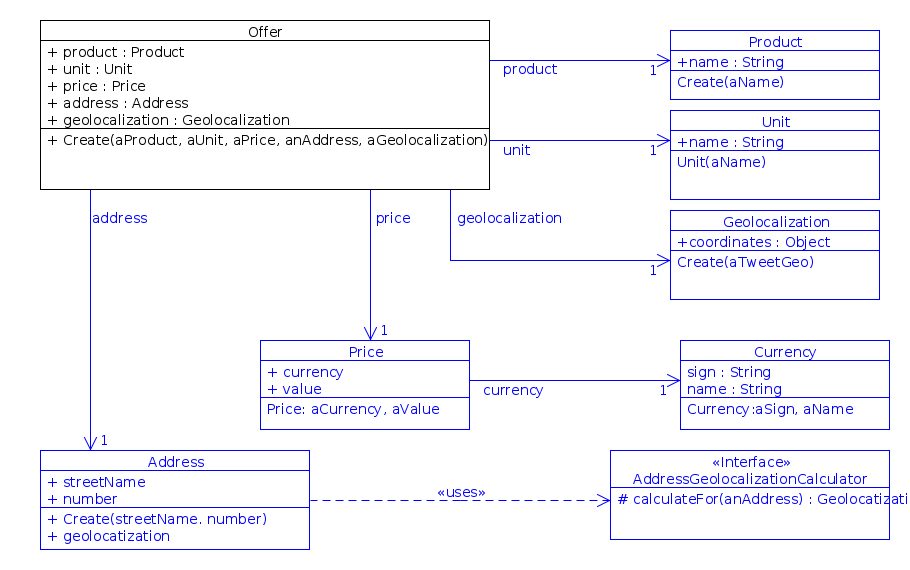 Offer
+ product : Product
+ unit : Unit
+ price : Price
+ address : Address
+ geolocalization : Geolocalization
+ Create(aProduct, aUnit, aPrice, anAddress, aGeolocalization)
product
1
Product
+name : String
Create(aName)
unit
1
Unit
+name : String
Unit(aName)
address
price
geolocalization
1
Geolocalization
+coordinates : Object
Create(aTweetGeo)
1
Price
+ currency
+ value
Price: aCurrency, aValue
currency
1
Currency
sign : String
name : String
Currency:aSign, aName
1
Address
+ streetName
+ number
+ Create(streetName. number)
+ geolocatization
«uses»
«Interface»
AddressGeolocalizationCalculator
# calculateFor(anAddress) : Geolocatizati